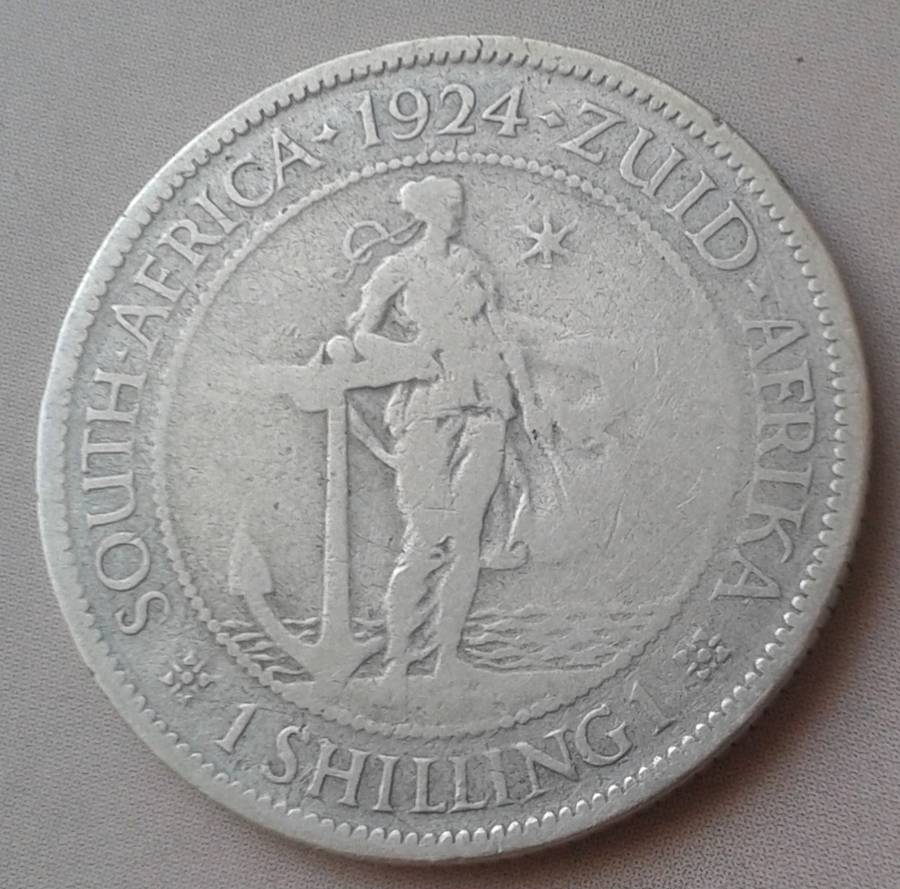 SOUTH·AFRICA·1924·ZUID-AFRIKA
1 SHILLING 1